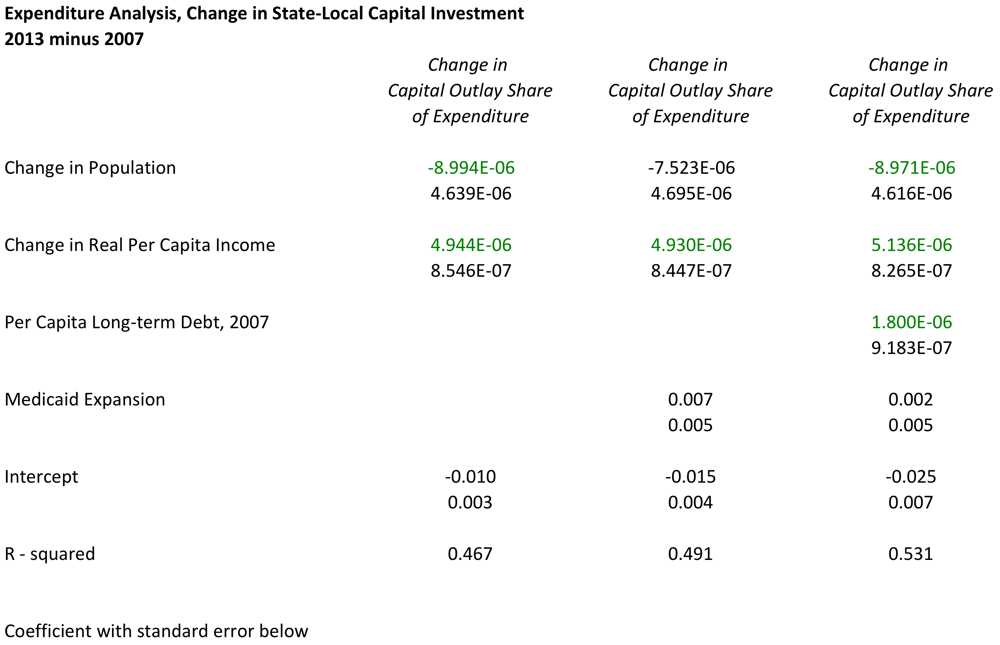 Expenditure Analysis, Change in State-Local Capital Investment
2013 minus 2007
Change in Change in Change in
Capital Outlay Share Capital Outlay Share Capital Outlay Share
of Expenditure of Expenditure of Expenditure
Change in Population -8.994E-06 -7.523E-06 -8.971E-06
4.639E-06 4.695E-06 4.616E-06
Change in Real Per Capita Income 4.944E-06 4.930E-06 5.136E-06
8.546E-07 8.447E-07 8.265E-07
Per Capita Long-term Debt, 2007 1.800E-06
9.183E-07
Medicaid Expansion 0.007 0.002
0.005 0.005
Intercept -0.010 -0.015 -0.025
0.003 0.004 0.007
R - squared 0.467 0.491 0.531
Coefficient with standard error below